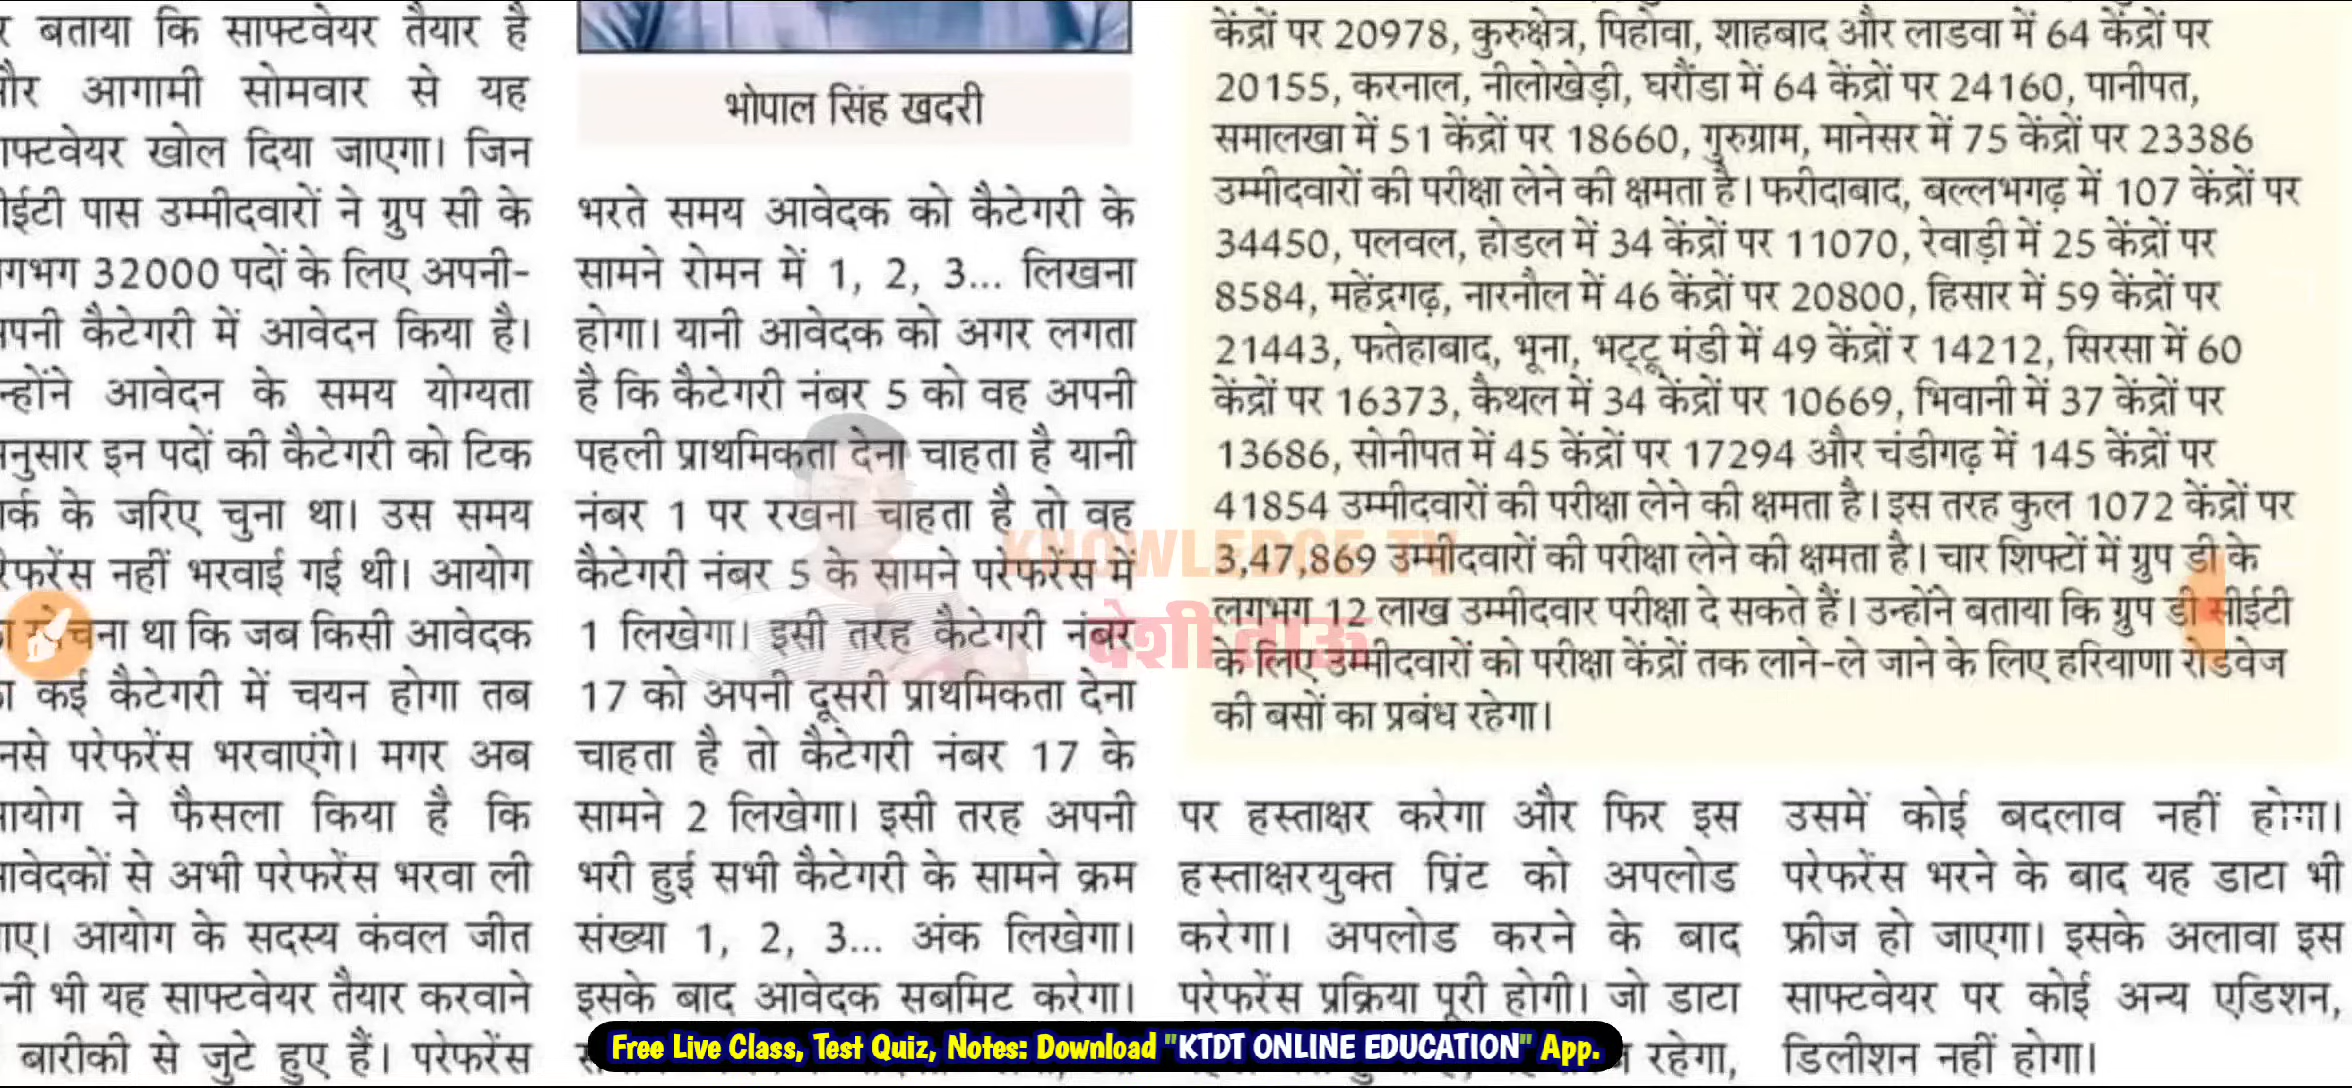 बताया कि साफ्टवेयर तैयार है
आगामी सोमवार से यह
खोल दिया जाएगा। जिन
पास उम्मीदवारों ने ग्रुप सी के
32000 पदों के लिए अपनी-
कैटेगरी में आवेदन किया है।
आवेदन के समय योग्यता
इन पदों की कैटेगरी को टिक
के जरिए चुना था। उस समय
नहीं भरवाई गई थी। आयोग
था कि जब किसी आवेदक
कई कैटेगरी में चयन होगा तब
परेफरेंस भरवाएंगे। मगर अब
ने फैसला किया है कि
से अभी परेफरेंस भरवा ली
आयोग के सदस्य कंवल जीत
भी यह साफ्टवेयर तैयार करवाने
बारीकी से जुटे हुए हैं। परेफरेंस
भोपाल सिंह खदरी
भरते समय आवेदक को कैटेगरी के
सामने रोमन में 1, 2, 3... लिखना
होगा। यानी आवेदक को अगर लगता
है कि कैटेगरी नंबर 5 को वह अपनी
पहली प्राथमिकता देना चाहता है यानी
नंबर 1 पर रखना चाहता है तो वह
कैटेगरी नंबर 5 के सामने परेफरेंस में
1 लिखेगा। इसी तरह कैटेगरी नंबर
17 को अपनी दूसरी प्राथमिकता देना
चाहता है तो कैटेगरी नंबर 17 के
सामने 2 लिखेगा। इसी तरह अपनी
भरी हुई सभी कैटेगरी के सामने क्रम
संख्या 1, 2, 3... अंक लिखेगा।
इसके बाद आवेदक सबमिट करेगा।
केंद्रों पर 20978, कुरुक्षेत्र, पिहोवा, शाहबाद और लाडवा में 64 केंद्रों पर
20155, करनाल, नीलोखेड़ी, घरौंडा में 64 केंद्रों पर 24160, पानीपत,
समालखा में 51 केंद्रों पर 18660, गुरुग्राम, मानेसर में 75 केंद्रों पर 23386
उम्मीदवारों की परीक्षा लेने की क्षमता है। फरीदाबाद, बल्लभगढ़ में 107 केंद्रों पर
34450, पलवल, होडल में 34 केंद्रों पर 11070, रेवाड़ी में 25 केंद्रों पर
8584, महेंद्रगढ़, नारनौल में 46 केंद्रों पर 20800, हिसार में 59 केंद्रों पर
21443, फतेहाबाद, भूना, भट्टू मंडी में 49 केंद्रों र 14212, सिरसा में 60
केंद्रों पर 16373, कैथल में 34 केंद्रों पर 10669, भिवानी में 37 केंद्रों पर
13686, सोनीपत में 45 केंद्रों पर 17294 और चंडीगढ़ में 145 केंद्रों पर
41854 उम्मीदवारों की परीक्षा लेने की क्षमता है। इस तरह कुल 1072 केंद्रों पर
3,47,869 उम्मीदवारों की परीक्षा लेने की क्षमता है। चार शिफ्टों में ग्रुप डी के
लगभग 12 लाख उम्मीदवार परीक्षा दे सकते हैं। उन्होंने बताया कि ग्रुप डी सीईटी
के लिए उम्मीदवारों को परीक्षा केंद्रों तक लाने-ले जाने के लिए हरियाणा रोडवेज
की बसों का प्रबंध रहेगा।
पर हस्ताक्षर करेगा और फिर इस
हस्ताक्षरयुक्त प्रिंट को अपलोड
करेगा। अपलोड करने के बाद
परेफरेंस प्रक्रिया पूरी होगी। जो डाटा
रहेगा,
उसमें कोई बदलाव नहीं होगा।
परेफरेंस भरने के बाद यह डाटा भी
फ्रीज हो जाएगा। इसके अलावा इस
साफ्टवेयर पर कोई अन्य एडिशन,
डिलीशन नहीं होगा।
KNOWLEDGE TV
देशी ताऊ
Free Live Class, Test Quiz, Notes: Download "KTDT ONLINE EDUCATION" App.